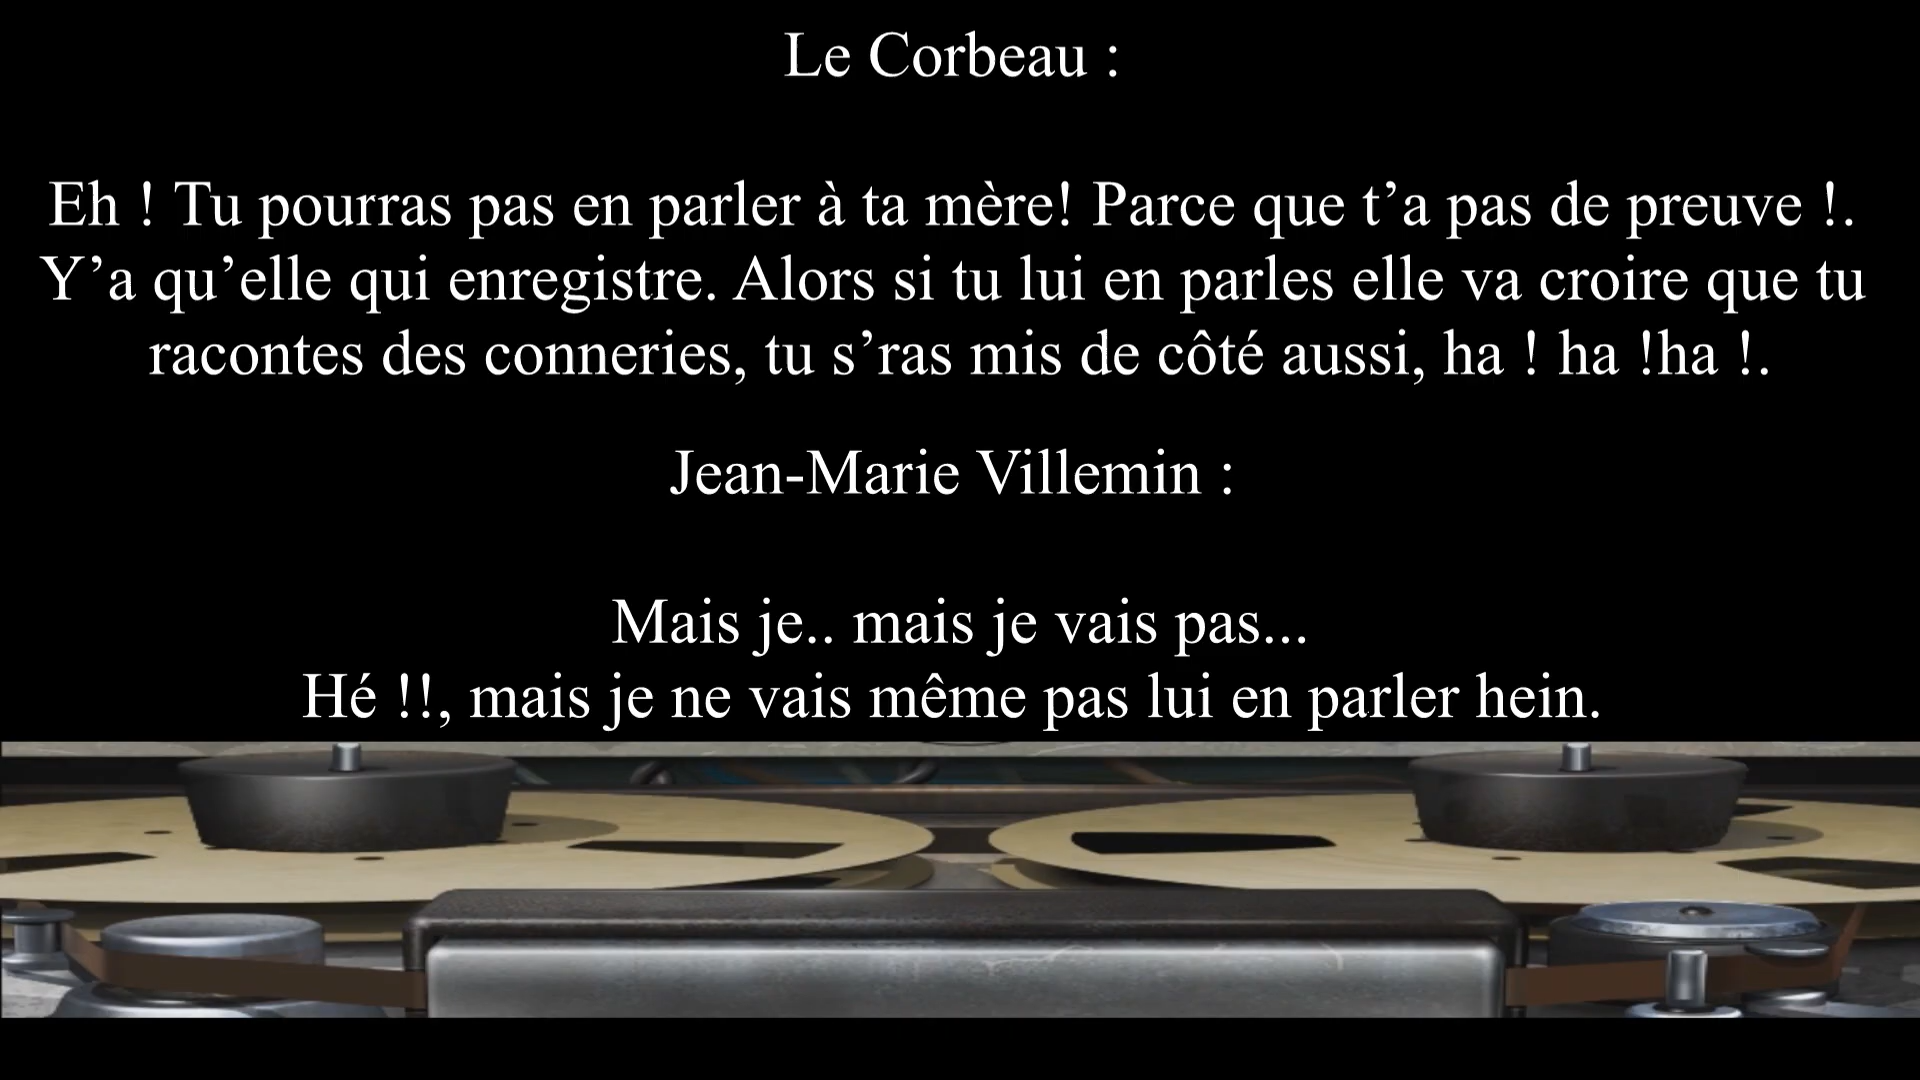 Le Corbeau :
Eh ! Tu pourras pas en parler à ta mère! Parce que t’a pas de preuve !.
Y’a qu’elle qui enregistre. Alors si tu lui en parles elle va croire que tu
racontes des conneries, tu s’ras mis de côté aussi, ha ! ha !ha !.
Jean-Marie Villemin :
Mais je.. mais je vais pas...
Hé !!, mais je ne vais même pas lui en parler hein.